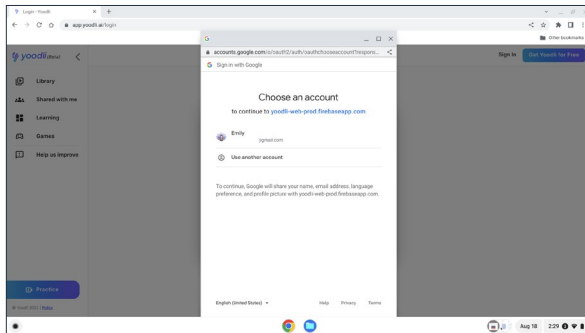 Login - Yoodli
app.yoodli.ai/login
Other Bookmarks
yoodli (Beta)
Sign in
Get Yoodli for Free
Library
Shared with me
Learning
Games
Help us improve
Practice
accounts.google.com/o/oauth2/auth/oauthchooseaccount?respons...
Sign in with Google
Choose an account
to continue to yoodli-web-prod.firebaseapp.com
Emily
@gmail.com
Use another account
To continue, Google will share your name, email address, language
preference, and profile picture with yoodli-web-prod.firebaseapp.com.
English (United States)
Help
Privacy
Terms
Aug 18
2:29